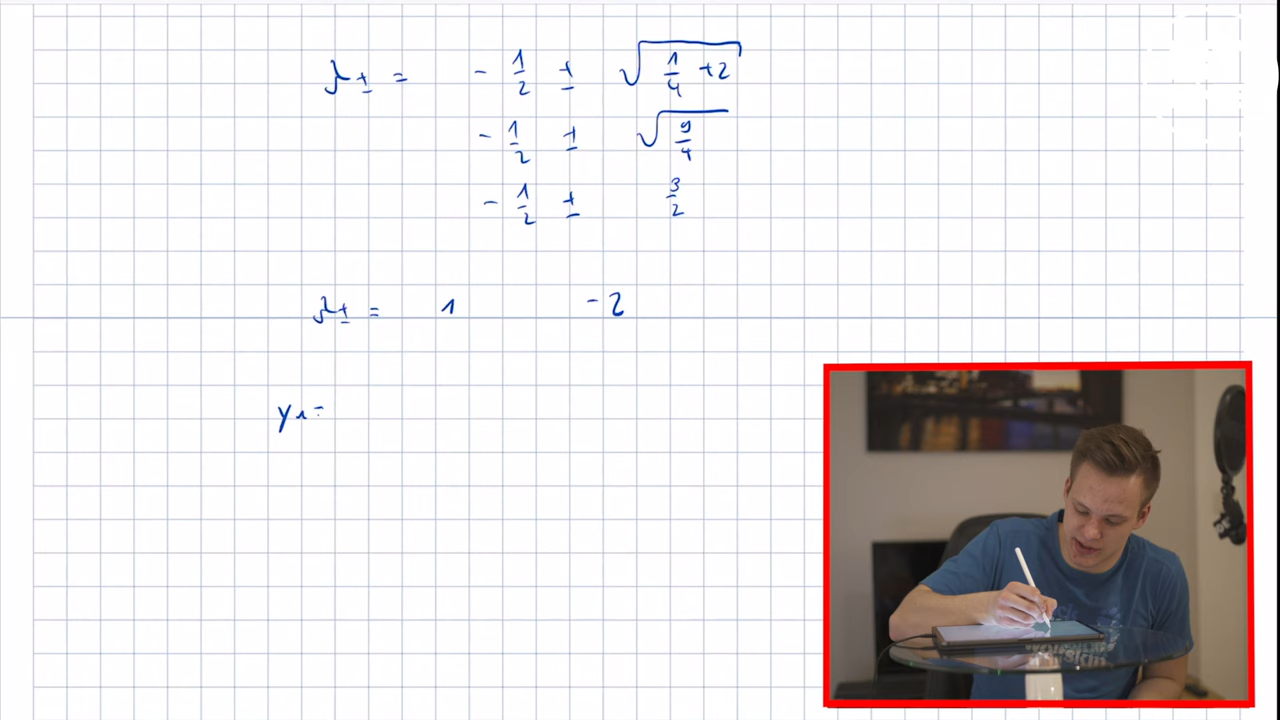 λ± = - 1/2 ± √(1/4 + 2)
- 1/2 ± √(9/4)
- 1/2 ± 3/2
λ± = 1 -2
y1 =